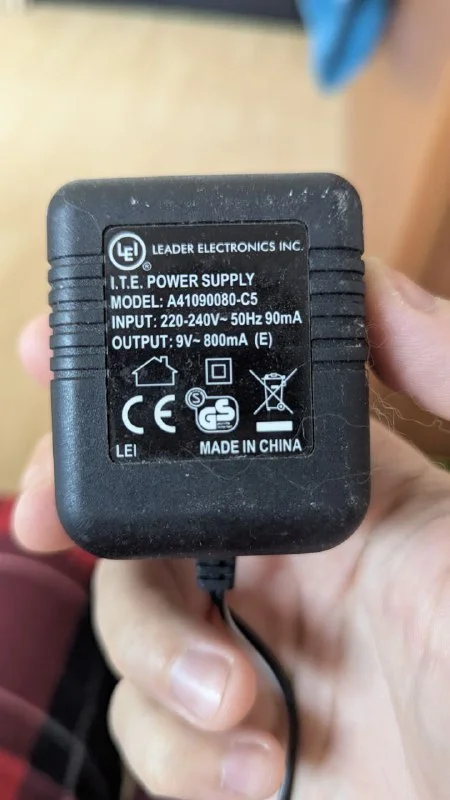 LEI
®
LEADER ELECTRONICS INC.
I.T.E. POWER SUPPLY
MODEL: A41090080-C5
INPUT: 220-240V~ 50Hz 90mA
OUTPUT: 9V~ 800mA (E)
CE
S
GS
LEI
MADE IN CHINA